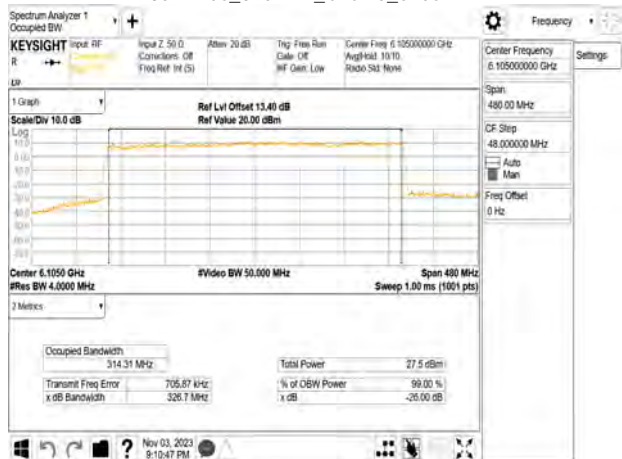 Spectrum Analyzer 1
Occupied BW
Frequency
KEYSIGHT Input: RF
R
Input Z: 50 Ω
Corrections: Off
Freq Ref: Int (S)
Atten: 20 dB
Trig: Free Run
Gate: Off
#IF Gain: Low
Center Freq: 6.105000000 GHz
Avg|Hold: 10/10
Radio Std: None
Center Frequency
6.105000000 GHz
Settings
Span
480.00 MHz
CF Step
48.000000 MHz
Auto
Man
Freq Offset
0 Hz
1 Graph
Scale/Div 10.0 dB
Ref Lvl Offset 13.40 dB
Ref Value 20.00 dBm
Log
10.0
0.00
Center 6.1050 GHz
#Res BW 4.0000 MHz
#Video BW 50.000 MHz
Span 480 MHz
Sweep 1.00 ms (1001 pts)
2 Metrics
Occupied Bandwidth
314.31 MHz
Total Power 27.5 dBm
Transmit Freq Error 705.87 kHz
% of OBW Power 99.00 %
x dB Bandwidth 326.7 MHz
x dB -26.00 dB
Nov 03, 2023
9:10:47 PM